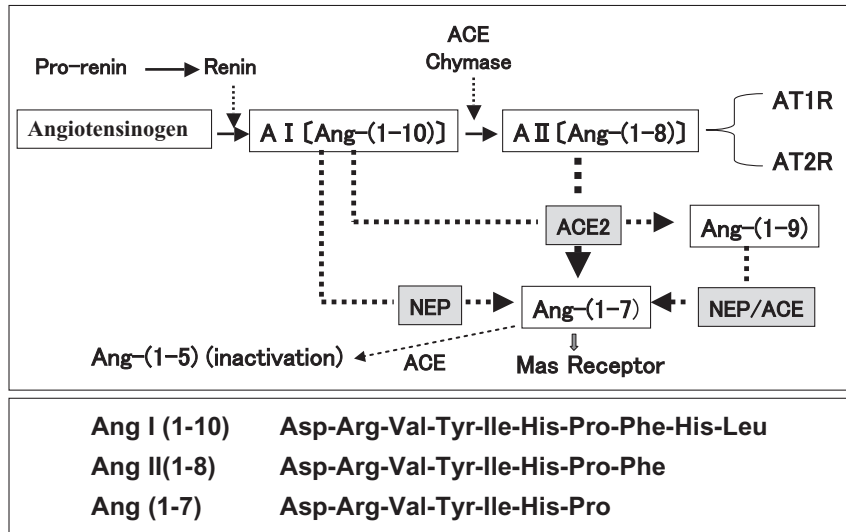 ACE
Chymase
Pro-renin
Renin
Angiotensinogen
A I [Ang-(1-10)]
A II [Ang-(1-8)]
AT1R
AT2R
ACE2
Ang-(1-9)
NEP
Ang-(1-7)
NEP/ACE
Ang-(1-5) (inactivation)
ACE
Mas Receptor
Ang I (1-10) Asp-Arg-Val-Tyr-Ile-His-Pro-Phe-His-Leu
Ang II(1-8) Asp-Arg-Val-Tyr-Ile-His-Pro-Phe
Ang (1-7) Asp-Arg-Val-Tyr-Ile-His-Pro